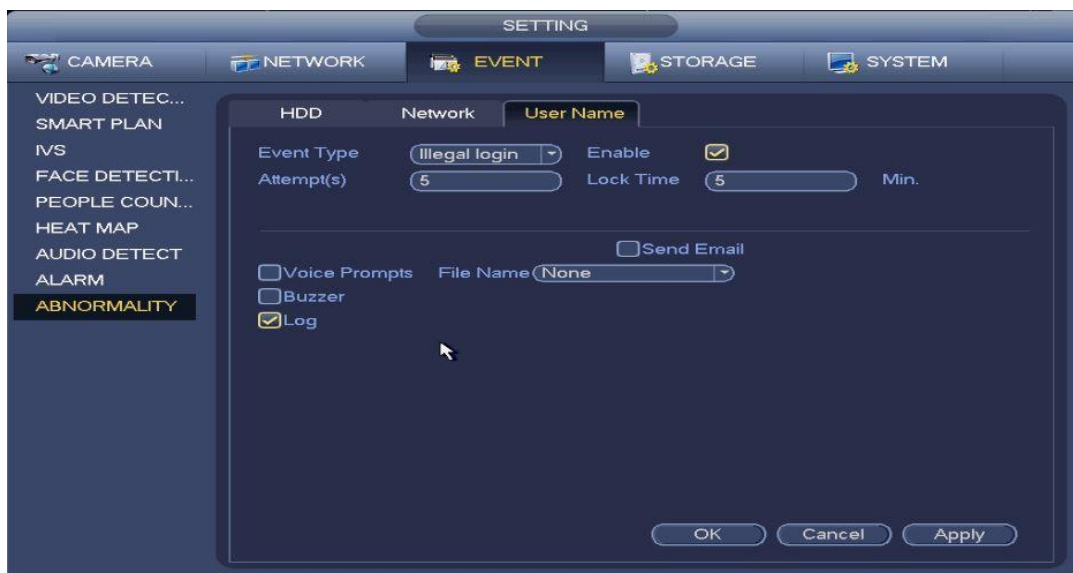 SETTING
CAMERA NETWORK EVENT STORAGE SYSTEM
VIDEO DETEC...
SMART PLAN
IVS
FACE DETECTI...
PEOPLE COUN...
HEAT MAP
AUDIO DETECT
ALARM
ABNORMALITY
HDD Network User Name
Event Type Illegal login Enable
Attempt(s) 5 Lock Time 5 Min.
Send Email
Voice Prompts File Name None
Buzzer
Log
OK Cancel Apply